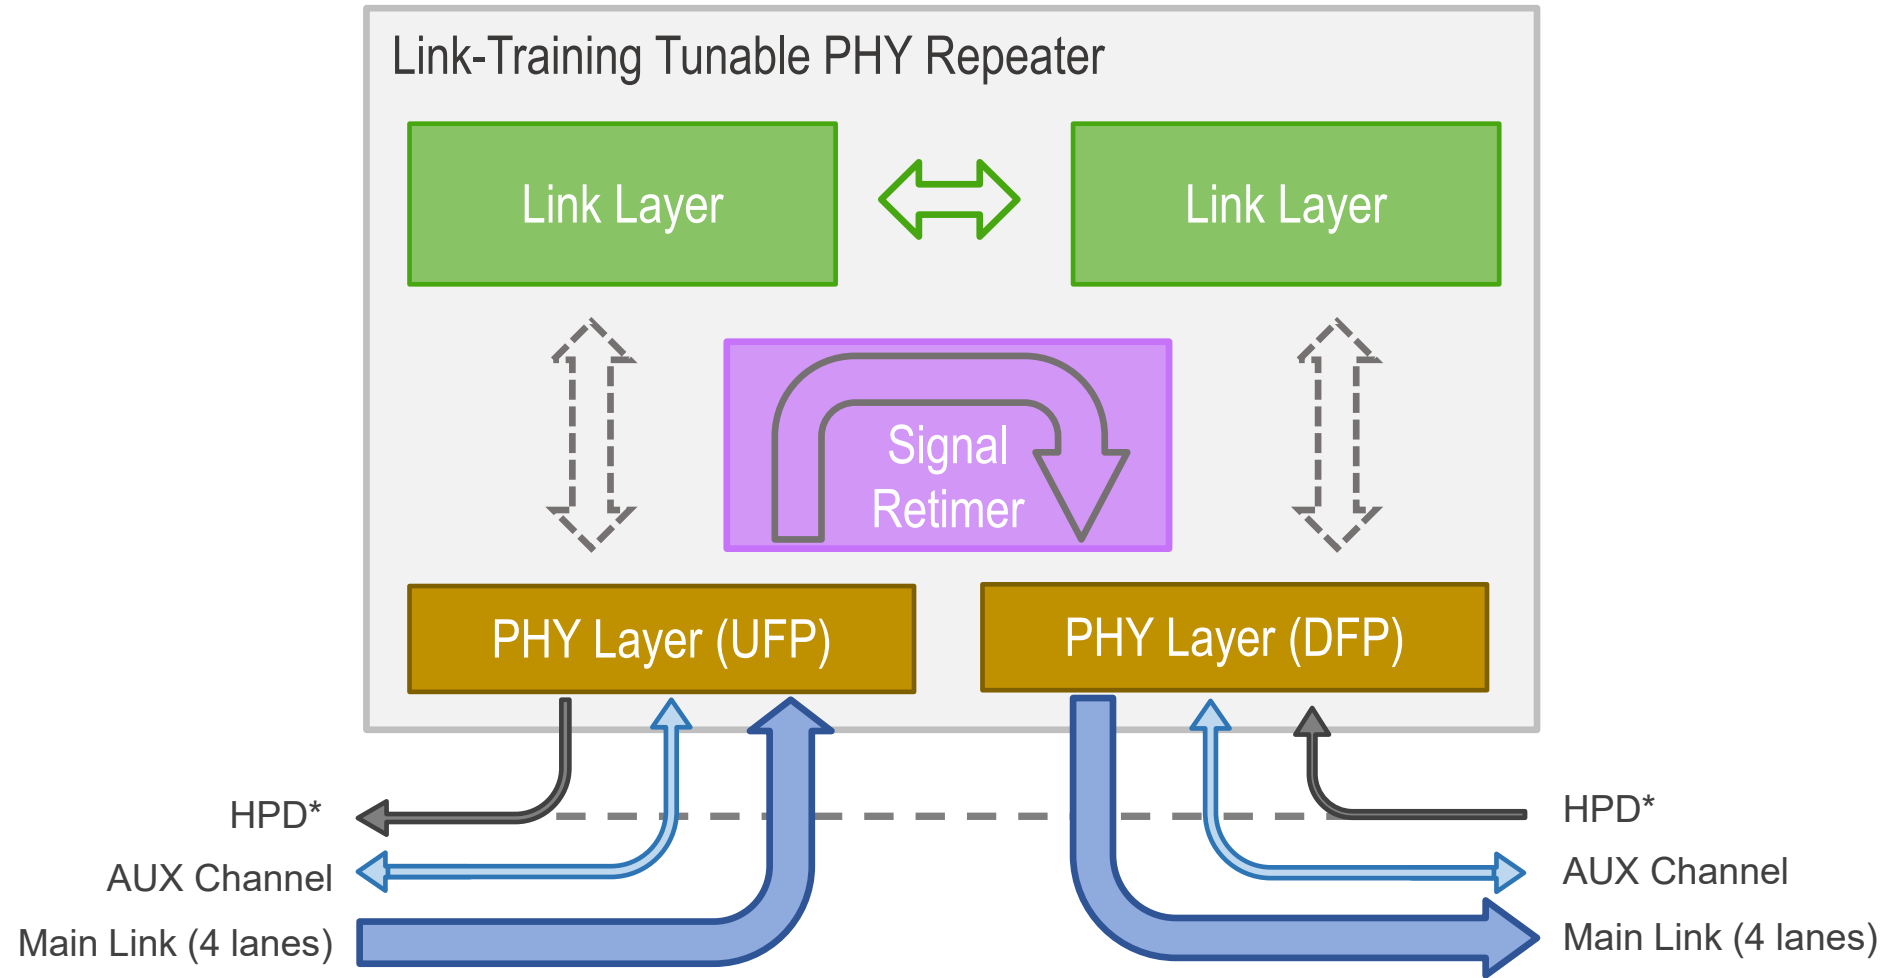 Link-Training Tunable PHY Repeater
Link Layer
Link Layer
Signal
Retimer
PHY Layer (UFP)
PHY Layer (DFP)
HPD*
AUX Channel
Main Link (4 lanes)
HPD*
AUX Channel
Main Link (4 lanes)